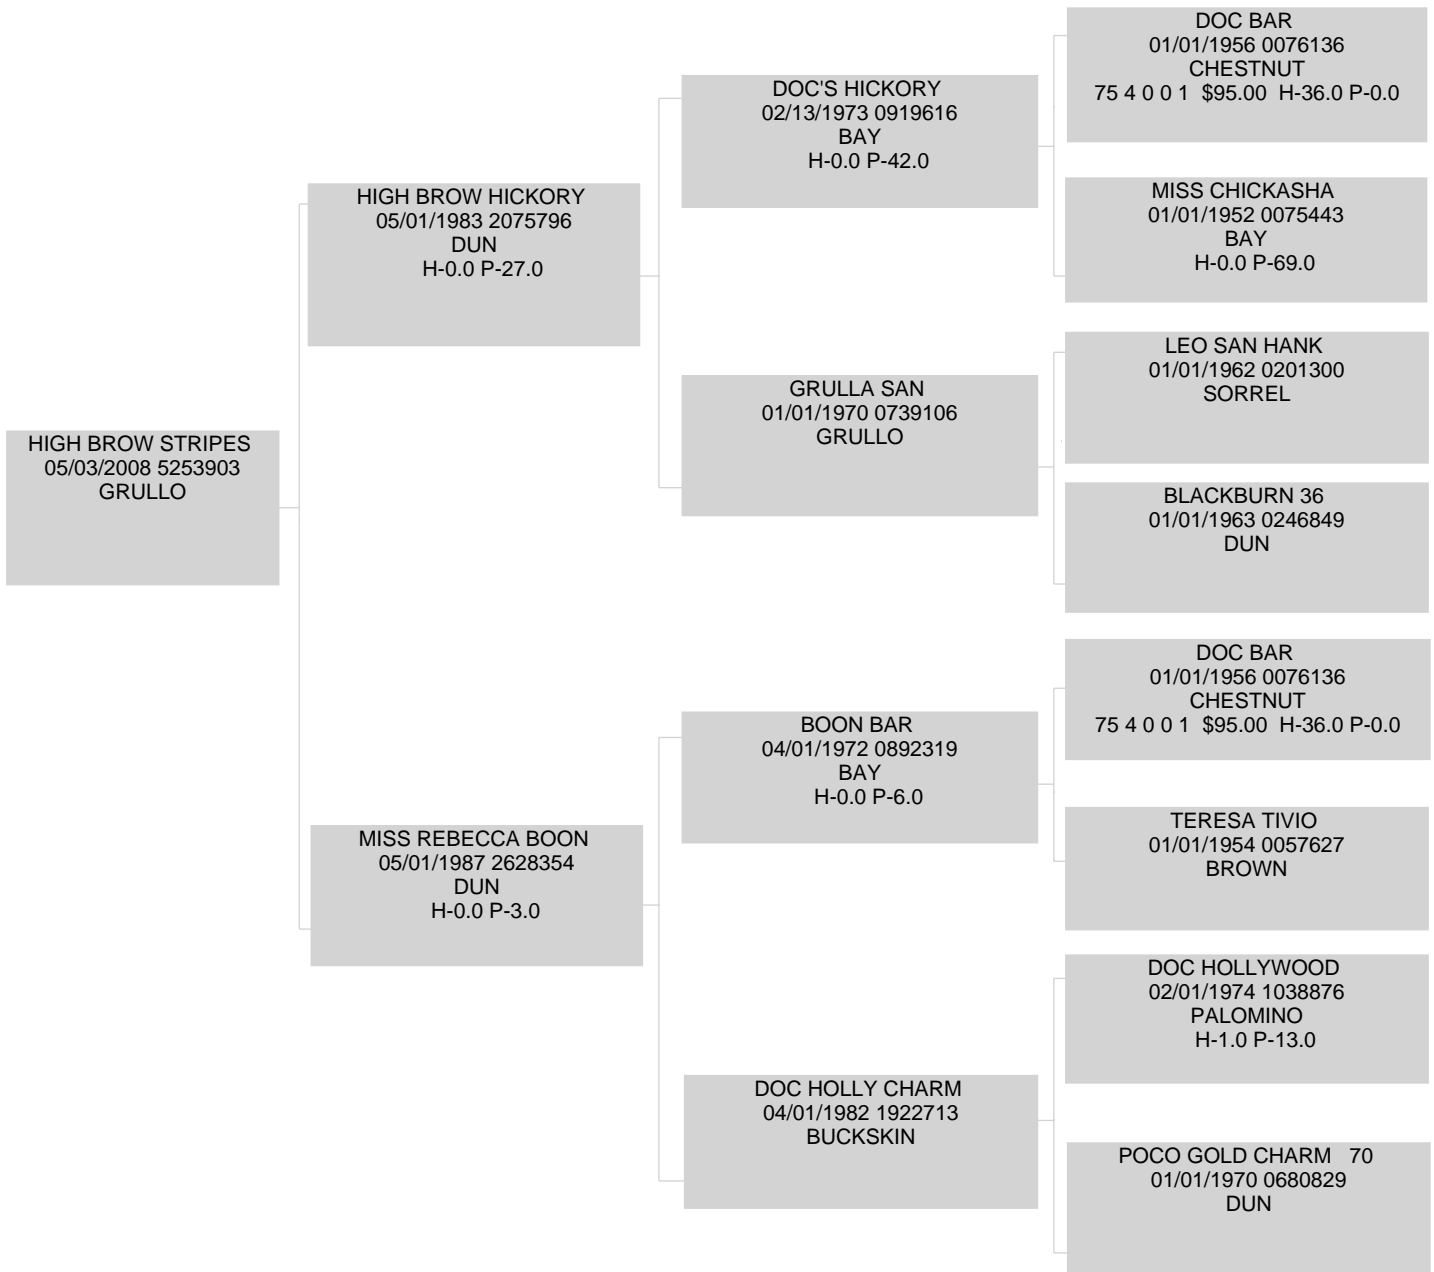 HIGH BROW STRIPES
05/03/2008 5253903
GRULLO
HIGH BROW HICKORY
05/01/1983 2075796
DUN
H-0.0 P-27.0
MISS REBECCA BOON
05/01/1987 2628354
DUN
H-0.0 P-3.0
DOC'S HICKORY
02/13/1973 0919616
BAY
H-0.0 P-42.0
GRULLA SAN
01/01/1970 0739106
GRULLO
BOON BAR
04/01/1972 0892319
BAY
H-0.0 P-6.0
DOC HOLLY CHARM
04/01/1982 1922713
BUCKSKIN
DOC BAR
01/01/1956 0076136
CHESTNUT
75 4 0 0 1 $95.00 H-36.0 P-0.0
MISS CHICKASHA
01/01/1952 0075443
BAY
H-0.0 P-69.0
LEO SAN HANK
01/01/1962 0201300
SORREL
BLACKBURN 36
01/01/1963 0246849
DUN
DOC BAR
01/01/1956 0076136
CHESTNUT
75 4 0 0 1 $95.00 H-36.0 P-0.0
TERESA TIVIO
01/01/1954 0057627
BROWN
DOC HOLLYWOOD
02/01/1974 1038876
PALOMINO
H-1.0 P-13.0
POCO GOLD CHARM 70
01/01/1970 0680829
DUN